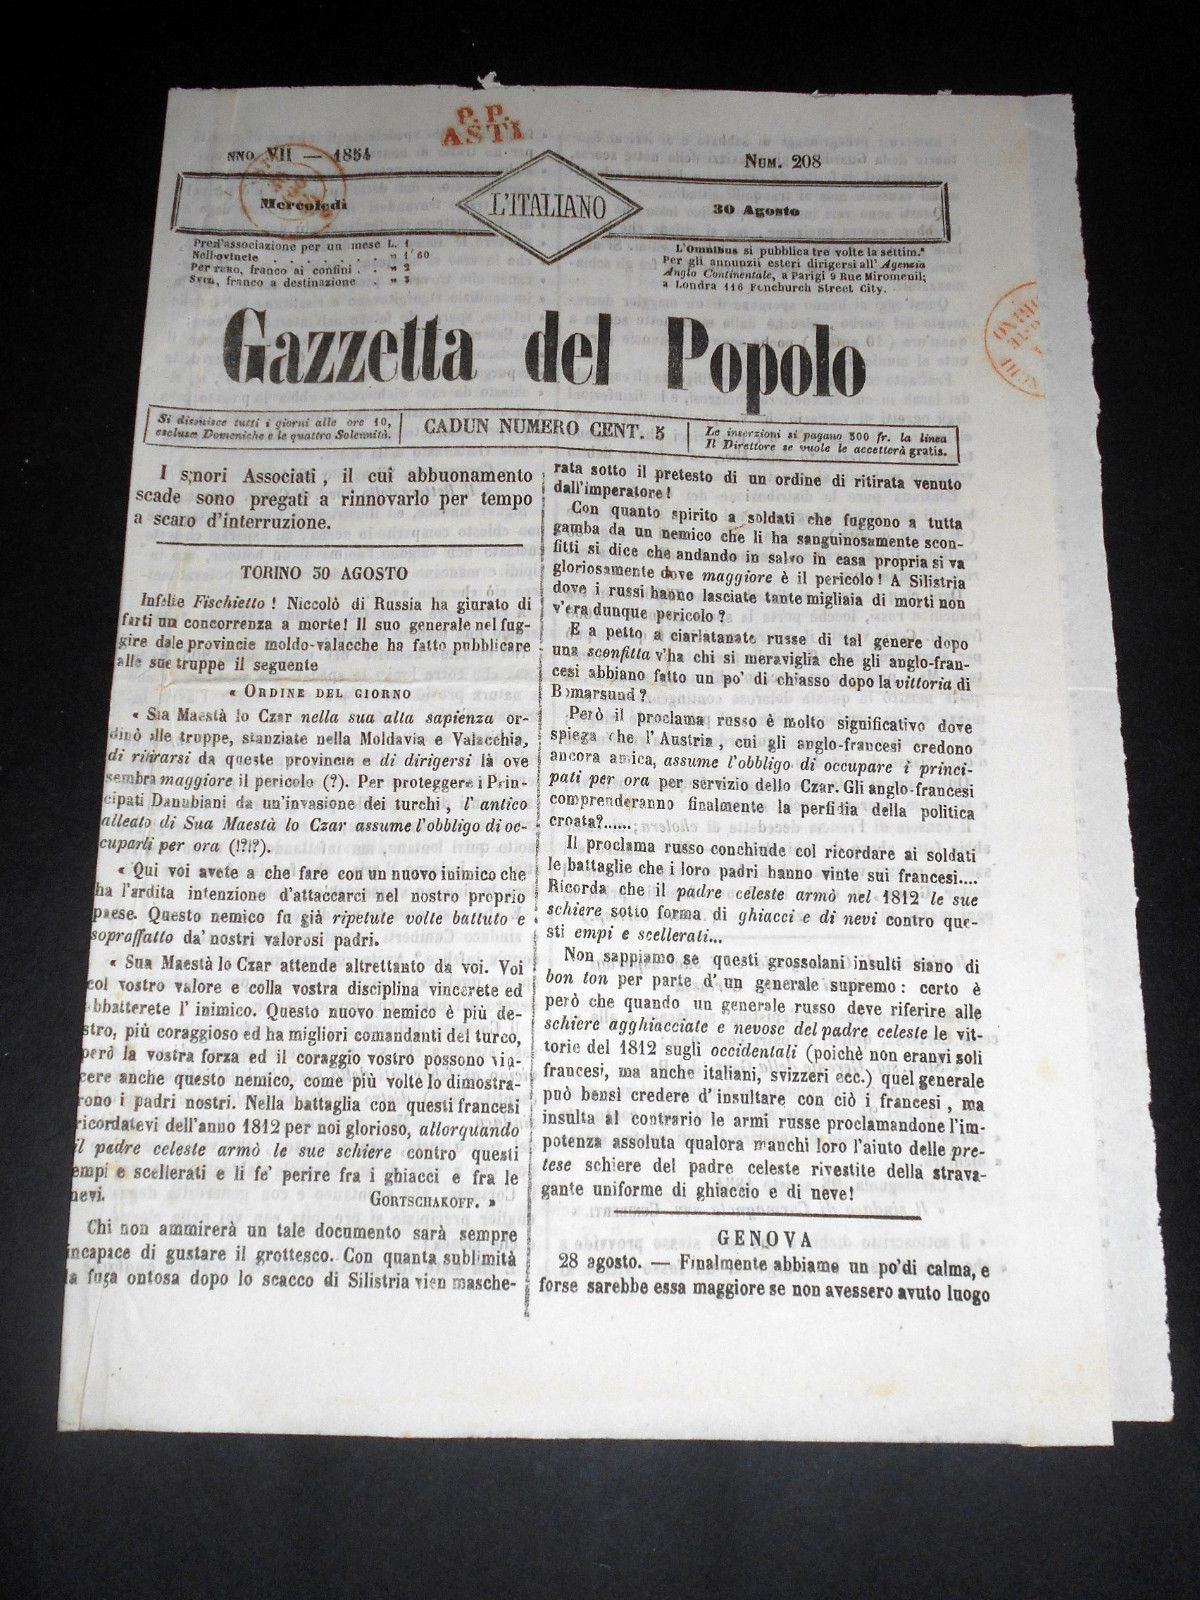 P. P.
ASTI
NNO VII — 1854
Num. 208
Mercoledì
L'ITALIANO
30 Agosto
Pred'associazione per un mese L. 1
Nell ovincie . . . . . . . » 1 60
Per , franco ai confini . . » 2
, franco a destinazione . . » 3
L'Omnibus si pubblica tre volte la settim.ª
Per gli annunzii esteri dirigersi all' Agenzia
Anglo Continentale, a Parigi 9 Rue Miromenil;
a Londra 116 Fenchurch Street City.
Gazzetta del Popolo
Si distribuisce tutti i giorni alle ore 10,
escluse Domeniche e le quattro Solennità.
CADUN NUMERO CENT. 5
Le inserzioni si pagano 500 fr. la linea
Il Direttore se vuole le accetterà gratis.
I s;nori Associati, il cui abbuonamento
scade sono pregati a rinnovarlo per tempo
a scaro d'interruzione.
TORINO 30 AGOSTO
Infelie Fischietto! Niccolò di Russia ha giurato di
farti un concorrenza a morte! Il suo generale nel fug-
gire dale provincie moldo-valacche ha fatto pubblicare
alle sue truppe il seguente
« Ordine del giorno
« Sua Maestà lo Czar nella sua alta sapienza or-
dinò alle truppe, stanziate nella Moldavia e Valacchia,
di ritirarsi da queste provincie e di dirigersi là ove
sembra maggiore il pericolo (?). Per proteggere i Prin-
cipati Danubiani da un'invasione dei turchi, l'antico
alleato di Sua Maestà lo Czar assume l'obbligo di oc-
cuparli per ora (!?!?).
« Qui voi avete a che fare con un nuovo inimico che
ha l'ardita intenzione d'attaccarci nel nostro proprio
paese. Questo nemico fu già ripetute volte battuto e
sopraffatto da' nostri valorosi padri.
« Sua Maestà lo Czar attende altrettanto da voi. Voi
col vostro valore e colla vostra disciplina vincerete ed
abbatterete l' inimico. Questo nuovo nemico è più de-
stro, più coraggioso ed ha migliori comandanti del turco,
però la vostra forza ed il coraggio vostro possono vin-
cere anche questo nemico, come più volte lo dimostra-
rono i padri nostri. Nella battaglia con questi francesi
ricordatevi dell'anno 1812 per noi glorioso, allorquando
il padre celeste armò le sue schiere contro questi
empi e scellerati e li fe' perire fra i ghiacci e fra le
nevi. Gortschakoff. »
Chi non ammirerà un tale documento sarà sempre
incapace di gustare il grottesco. Con quanta sublimità
la fuga ontosa dopo lo scacco di Silistria vien masche-
rata sotto il pretesto di un ordine di ritirata venuto
dall'imperatore!
Con quanto spirito a soldati che fuggono a tutta
gamba da un nemico che li ha sanguinosamente scon-
fitti si dice che andando in salvo in casa propria si va
gloriosamente dove maggiore è il pericolo! A Silistria
dove i russi hanno lasciate tante migliaia di morti non
v'era dunque pericolo?
E a petto a ciarlatanate russe di tal genere dopo
una sconfitta v'ha chi si meraviglia che gli anglo-fran-
cesi abbiano fatto un po' di chiasso dopo la vittoria di
Bomarsund?
Però il proclama russo è molto significativo dove
spiega che l'Austria, cui gli anglo-francesi credono
ancora amica, assume l'obbligo di occupare i princi-
pati per ora per servizio dello Czar. Gli anglo-francesi
comprenderanno finalmente la perfidia della politica
croata?......
Il proclama russo conchiude col ricordare ai soldati
le battaglie che i loro padri hanno vinte sui francesi....
Ricorda che il padre celeste armò nel 1812 le sue
schiere sotto forma di ghiacci e di nevi contro que-
sti empi e scellerati...
Non sappiamo se questi grossolani insulti siano di
bon ton per parte d' un generale supremo: certo è
però che quando un generale russo deve riferire alle
schiere agghiacciate e nevose del padre celeste le vit-
torie del 1812 sugli occidentali (poichè non eranvi soli
francesi, ma anche italiani, svizzeri ecc.) quel generale
può bensì credere d' insultare con ciò i francesi, ma
insulta al contrario le armi russe proclamandone l'im-
potenza assoluta qualora manchi loro l'aiuto delle pre-
tese schiere del padre celeste rivestite della strava-
gante uniforme di ghiaccio e di neve!
GENOVA
28 agosto. — Finalmente abbiamo un po'di calma, e
forse sarebbe essa maggiore se non avessero avuto luogo